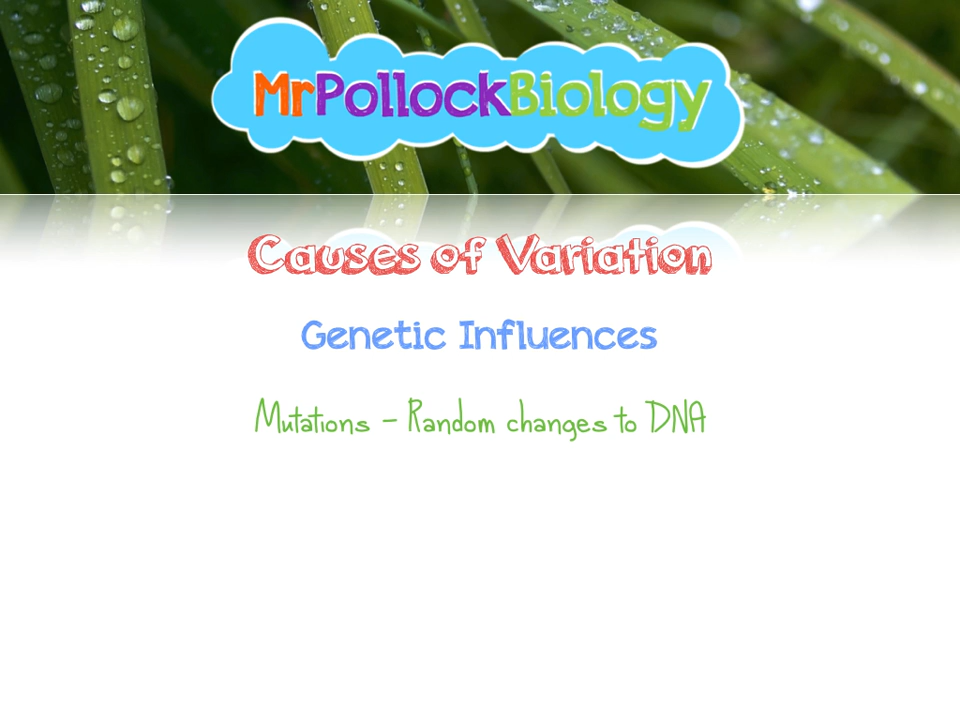 MrPollockBiology
Causes of Variation
Genetic Influences
Mutations - Random changes to DNA